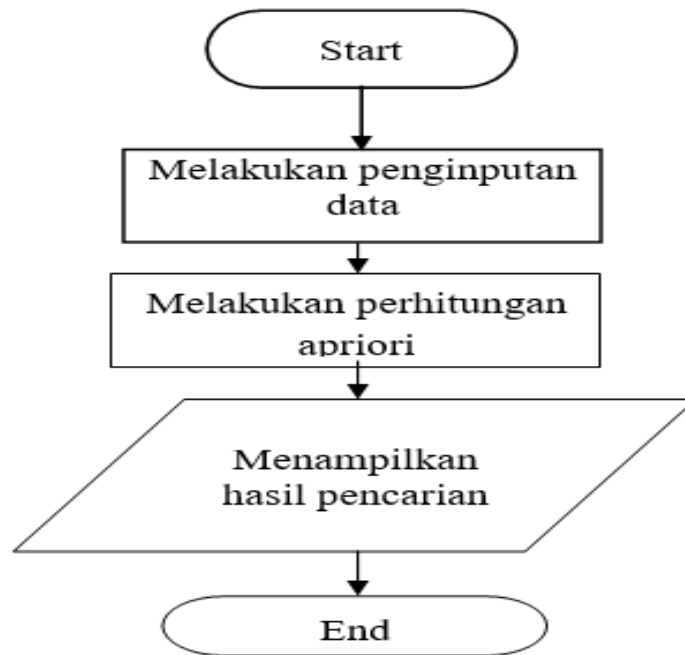 Start
Melakukan penginputan
data
Melakukan perhitungan
apriori
Menampilkan
hasil pencarian
End